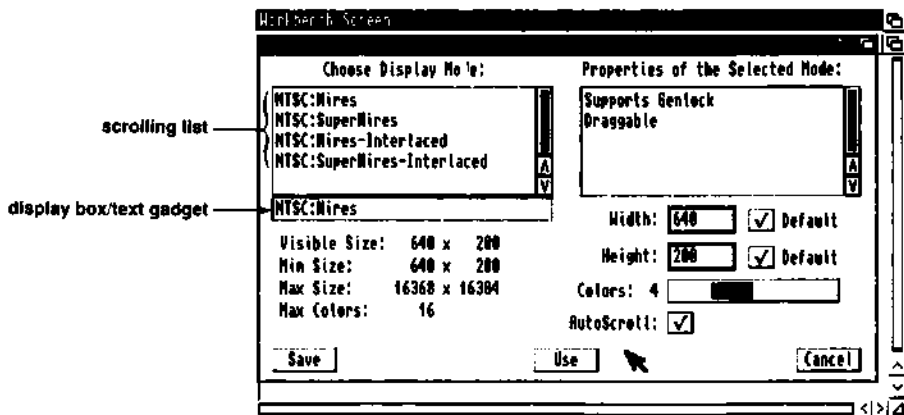 Workbench Screen
Choose Display Mode:
Properties of the Selected Mode:
scrolling list
NTSC:Hires
NTSC:SuperHires
NTSC:Hires-Interlaced
NTSC:SuperHires-Interlaced
Supports Genlock
Draggable
display box/text gadget
NTSC:Hires
Visible Size: 640 x 200
Min Size: 640 x 200
Max Size: 16368 x 16384
Max Colors: 16
Width: 640 ✓ Default
Height: 200 ✓ Default
Colors: 4
AutoScroll: ✓
Save
Use
Cancel